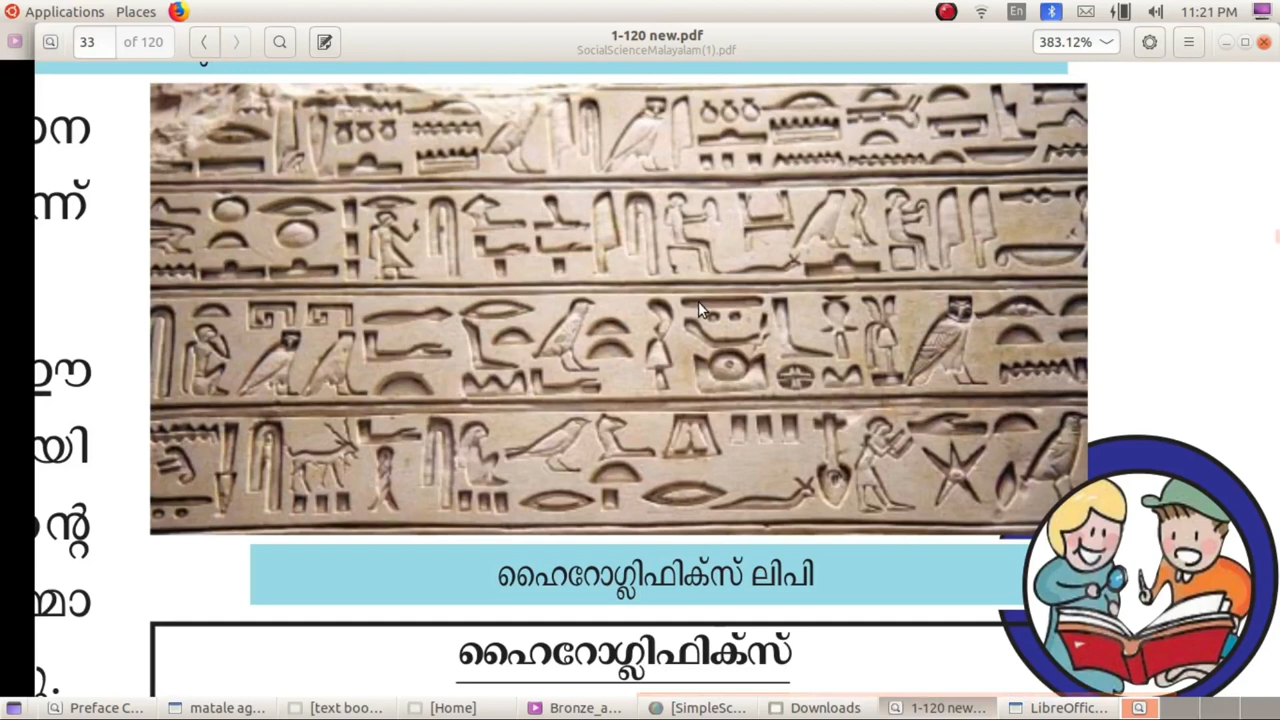 Applications Places En 11:21 PM
33 of 120 1-120 new.pdf 383.12%
SocialScienceMalayalam(1).pdf
ന്ന്
ഈ
യി
ന്റെ
ഹൈറോഗ്ലിഫിക്സ് ലിപി
ഹൈറോഗ്ലിഫിക്സ്
Preface C... matale ag... [text boo... [Home] Bronze_a... [SimpleSc... Downloads 1-120 new... LibreOffic...